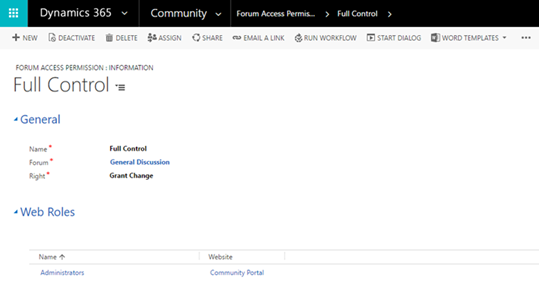 Dynamics 365 Community Forum Access Permis... Full Control
NEW DEACTIVATE DELETE ASSIGN SHARE EMAIL A LINK RUN WORKFLOW START DIALOG WORD TEMPLATES ...
FORUM ACCESS PERMISSION : INFORMATION
Full Control
General
Name * Full Control
Forum * General Discussion
Right * Grant Change
Web Roles
Name ↑ Website
Administrators Community Portal